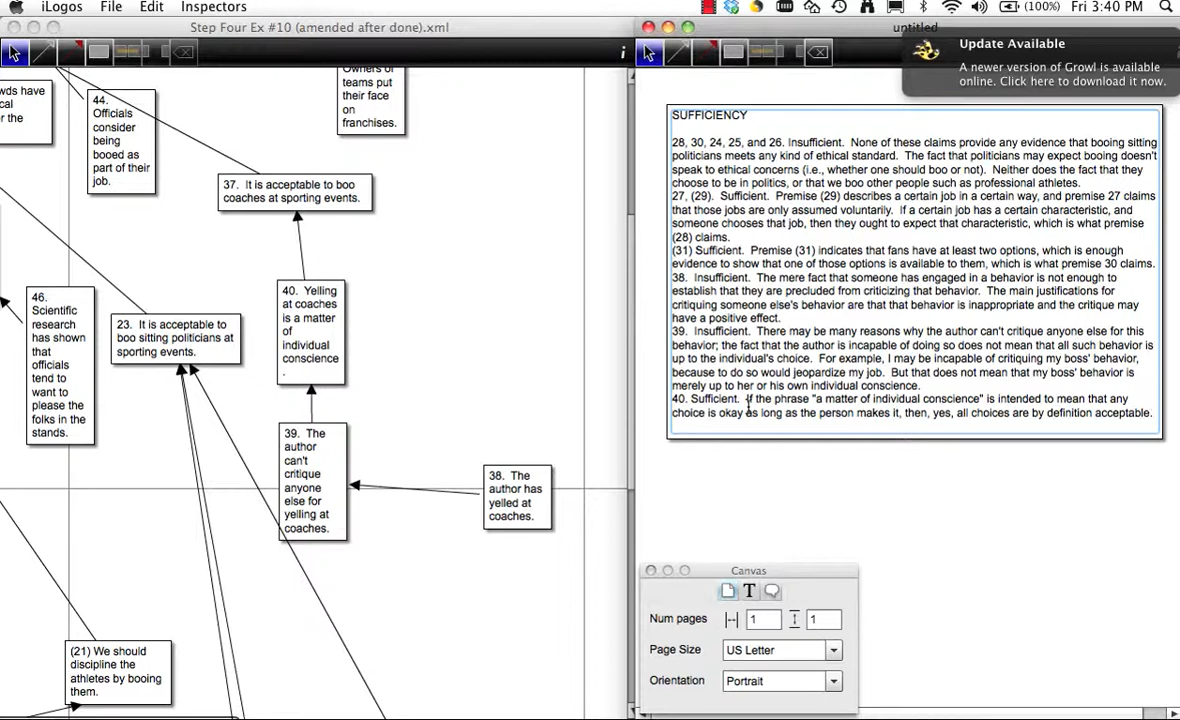 iLogos File Edit Inspectors
(100%) Fri 3:40 PM
Step Four Ex #10 (amended after done).xml
i
untitled
Update Available
A newer version of Growl is available
online. Click here to download it now.
wds have
cal
r the
44.
Officials
consider
being
booed as
part of their
job.
Owners of
teams put
their face
on
franchises.
37. It is acceptable to boo
coaches at sporting events.
40. Yelling
at coaches
is a matter
of
individual
conscience
.
46.
Scientific
research
has shown
that
officials
tend to
want to
please the
folks in the
stands.
23. It is acceptable to
boo sitting politicians at
sporting events.
39. The
author
can't
critique
anyone
else for
yelling at
coaches.
38. The
author has
yelled at
coaches.
(21) We should
discipline the
athletes by booing
them.
SUFFICIENCY
28, 30, 24, 25, and 26. Insufficient. None of these claims provide any evidence that booing sitting
politicians meets any kind of ethical standard. The fact that politicians may expect booing doesn't
speak to ethical concerns (i.e., whether one should boo or not). Neither does the fact that they
choose to be in politics, or that we boo other people such as professional athletes.
27, (29). Sufficient. Premise (29) describes a certain job in a certain way, and premise 27 claims
that those jobs are only assumed voluntarily. If a certain job has a certain characteristic, and
someone chooses that job, then they ought to expect that characteristic, which is what premise
(28) claims.
(31) Sufficient. Premise (31) indicates that fans have at least two options, which is enough
evidence to show that one of those options is available to them, which is what premise 30 claims.
38. Insufficient. The mere fact that someone has engaged in a behavior is not enough to
establish that they are precluded from criticizing that behavior. The main justifications for
critiquing someone else's behavior are that that behavior is inappropriate and the critique may
have a positive effect.
39. Insufficient. There may be many reasons why the author can't critique anyone else for this
behavior; the fact that the author is incapable of doing so does not mean that all such behavior is
up to the individual's choice. For example, I may be incapable of critiquing my boss' behavior,
because to do so would jeopardize my job. But that does not mean that my boss' behavior is
merely up to her or his own individual conscience.
40. Sufficient. If the phrase "a matter of individual conscience" is intended to mean that any
choice is okay as long as the person makes it, then, yes, all choices are by definition acceptable.
Canvas
T
Num pages 1 1
Page Size US Letter
Orientation Portrait